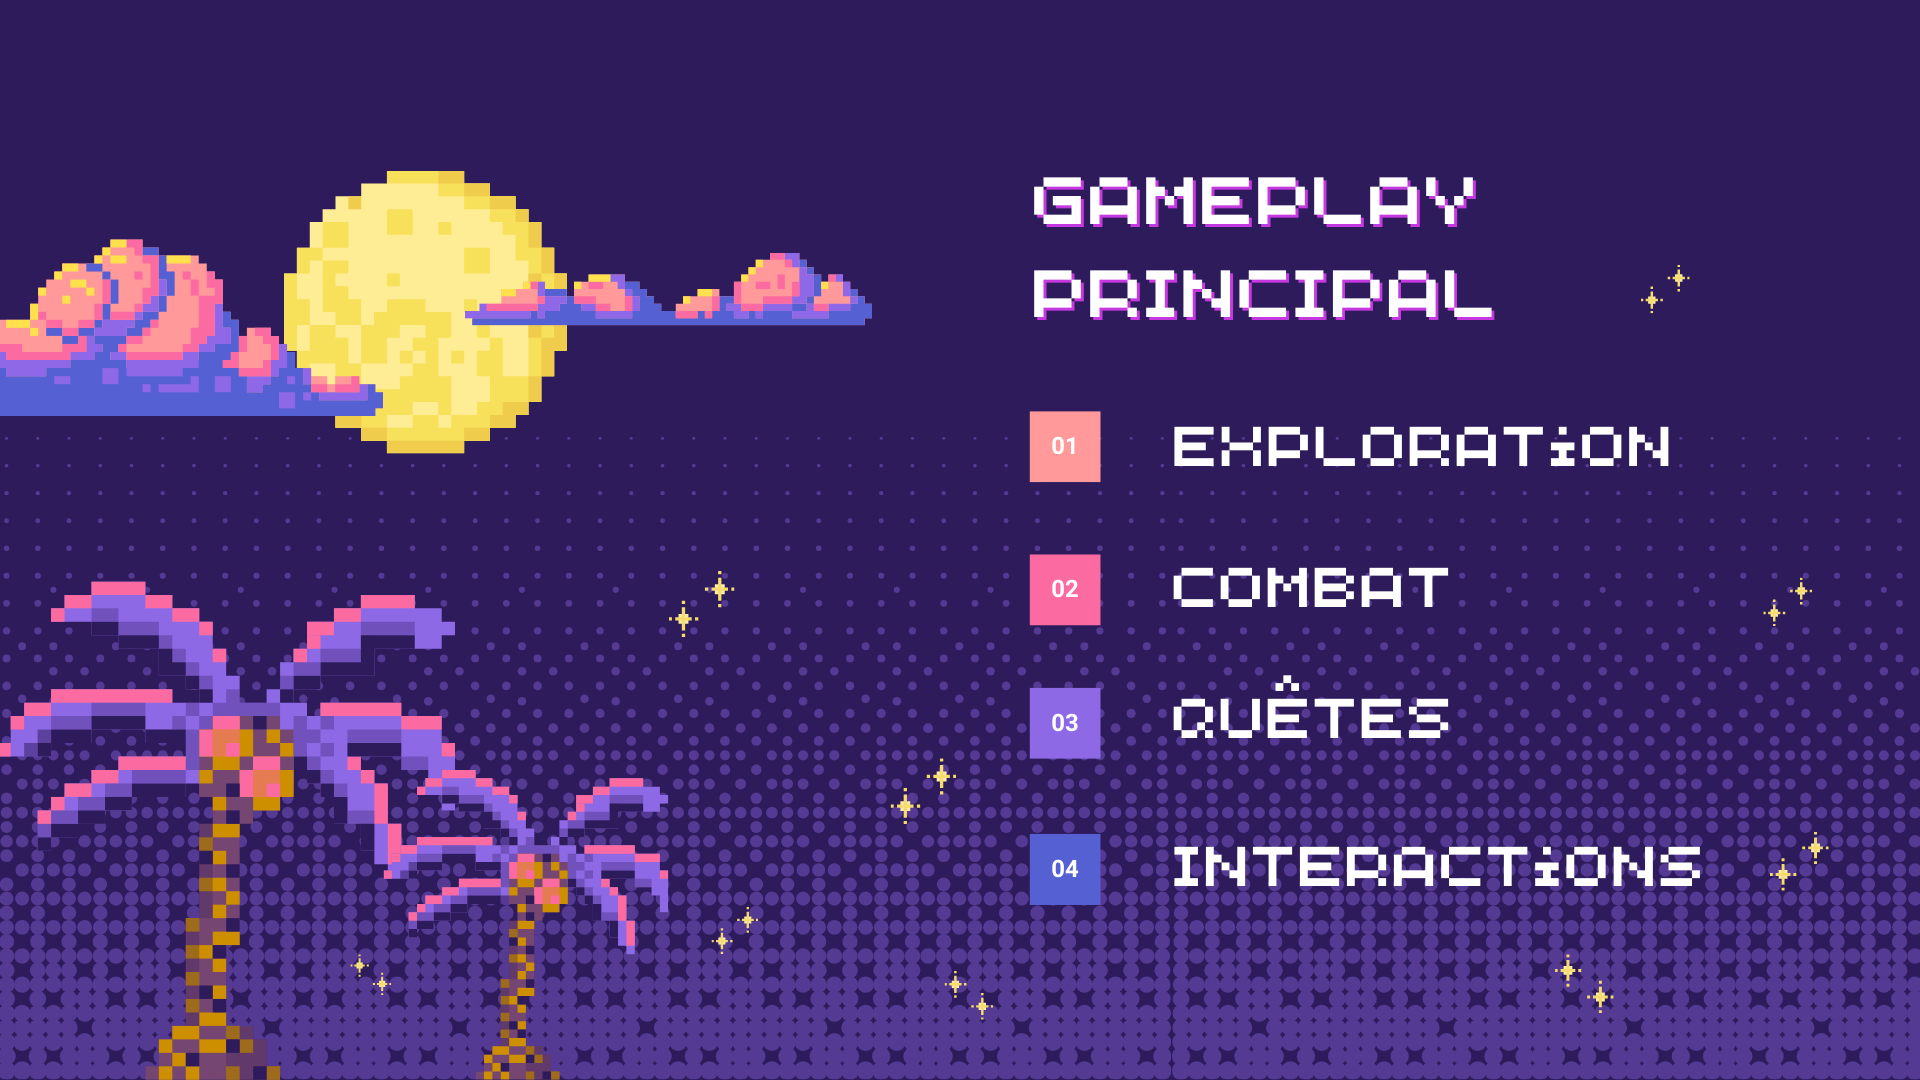 GAMEPLAY
PRINCIPAL
01 EXPLORATiON
02 COMBAT
03 QUÊTES
04 INTERACTiONS